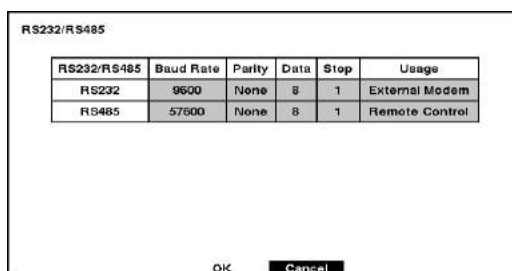 RS232/RS485
RS232/RS485 Baud Rate Parity Data Stop Usage
RS232 9600 None 8 1 External Modem
RS485 57600 None 8 1 Remote Control
OK Cancel